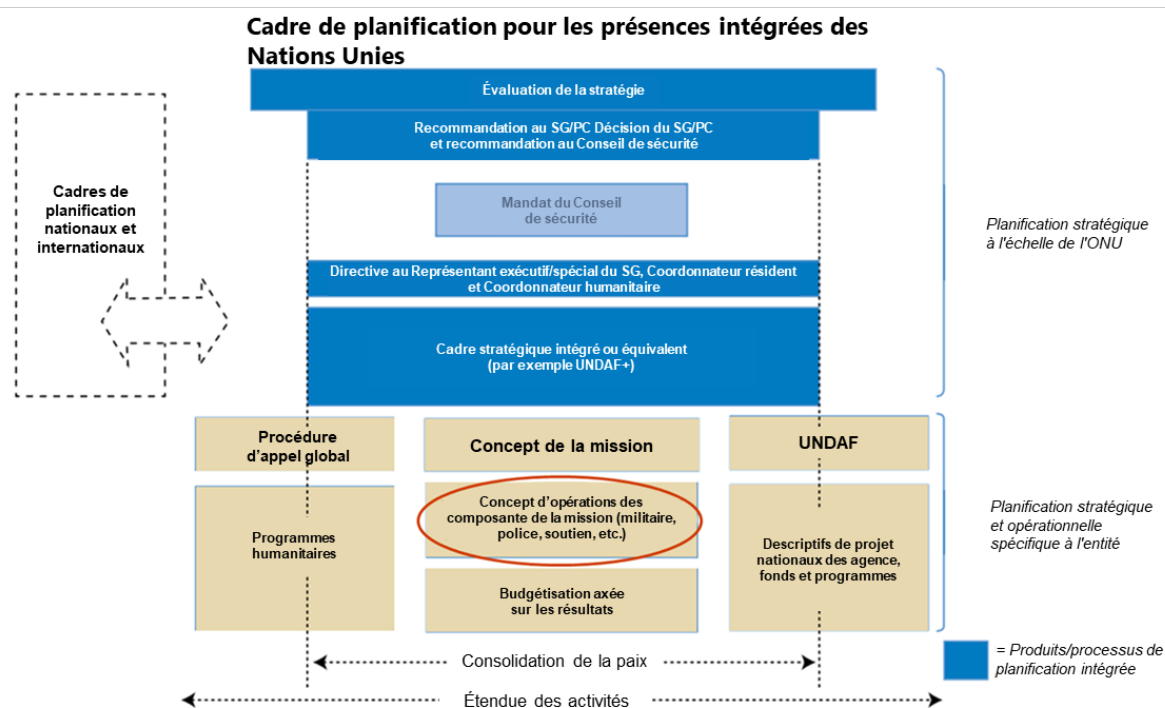 Cadre de planification pour les présences intégrées des
Nations Unies
Évaluation de la stratégie
Recommandation au SG/PC Décision du SG/PC
et recommandation au Conseil de sécurité
Cadres de
planification
nationaux et
internationaux
Mandat du Conseil
de sécurité
Planification stratégique
à l'échelle de l'ONU
Directive au Représentant exécutif/spécial du SG, Coordonnateur résident
et Coordonnateur humanitaire
Cadre stratégique intégré ou équivalent
(par exemple UNDAF+)
Procédure
d'appel global
Concept de la mission
UNDAF
Concept d'opérations des
composante de la mission (militaire,
police, soutien, etc.)
Programmes
humanitaires
Descriptifs de projet
nationaux des agence,
fonds et programmes
Planification stratégique
et opérationnelle
spécifique à l'entité
Budgétisation axée
sur les résultats
Consolidation de la paix
Étendue des activités
= Produits/processus de
planification intégrée